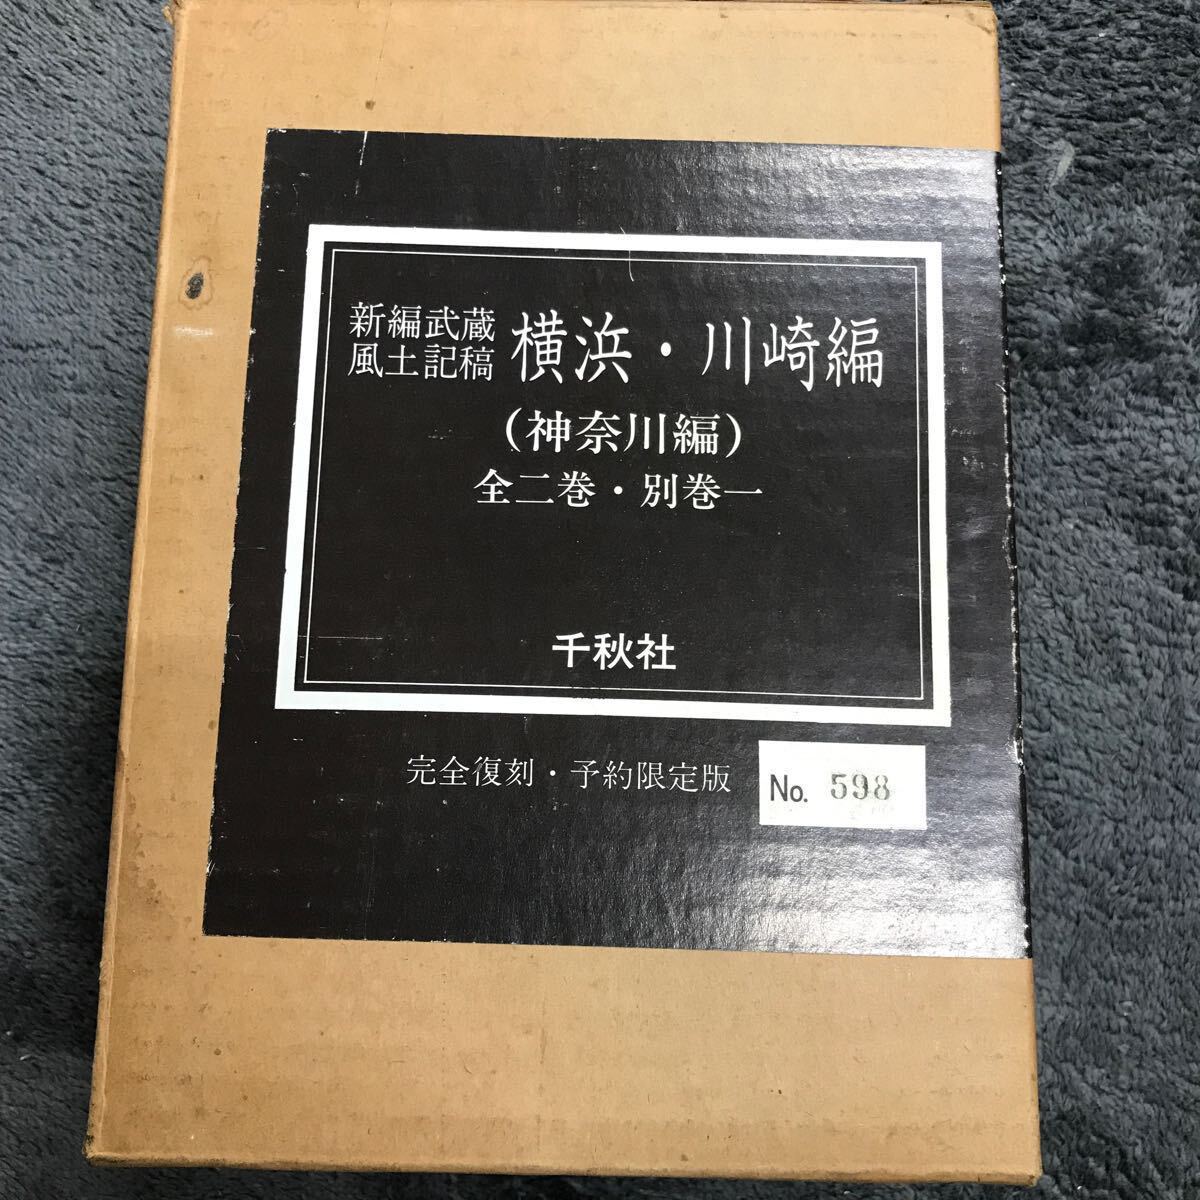 新編武蔵
風土記稿 横浜・川崎編
(神奈川編)
全二巻・別巻一
千秋社
完全復刻・予約限定版 No. 598